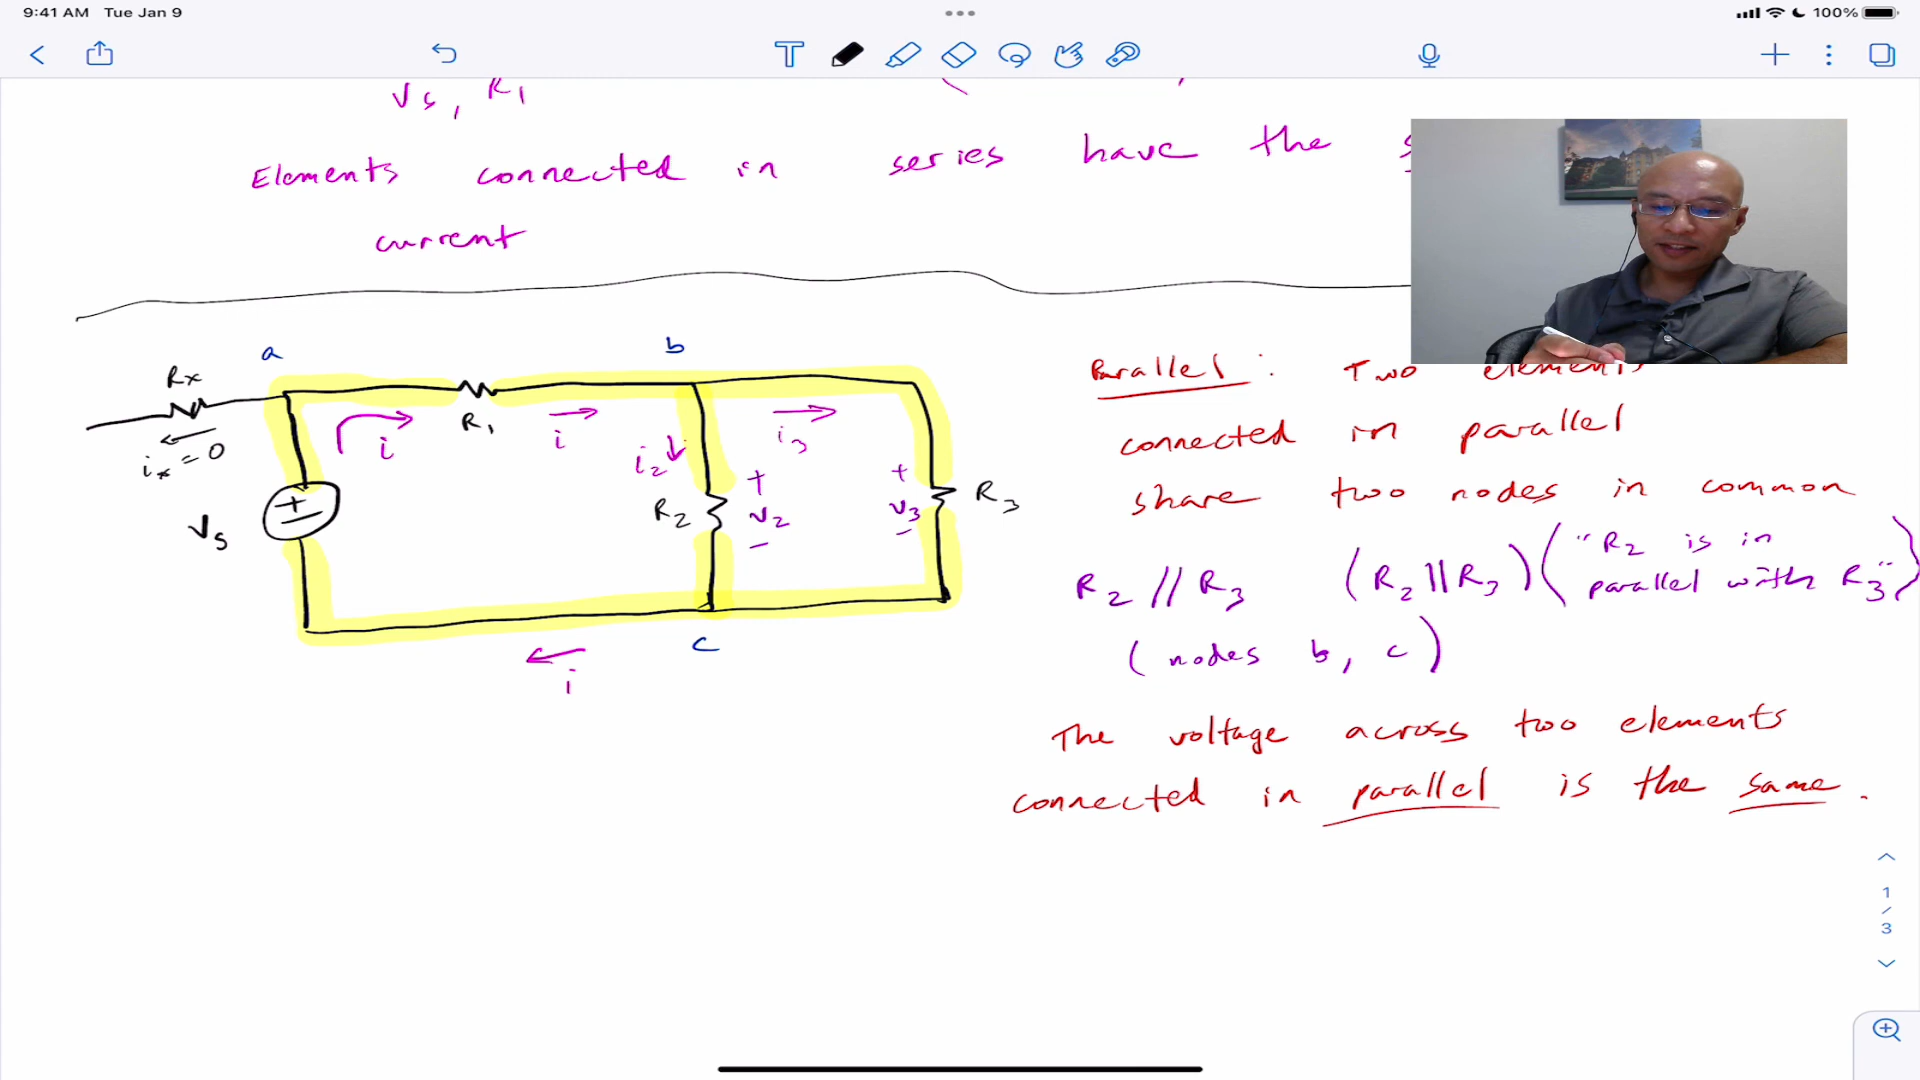 9:41 AM Tue Jan 9
100%
Vs, R1
Elements connected in series have the
current
a
b
Rx
R1
i
i
i2
i3
ix = 0
+
Vs
R2
+
v2
-
+
v3
-
R3
c
i
Parallel : Two elements
connected in parallel
share two nodes in common
R2 // R3 (R2 || R3) ("R2 is in
parallel with R3")
(nodes b, c)
The voltage across two elements
connected in parallel is the same.
1
/
3